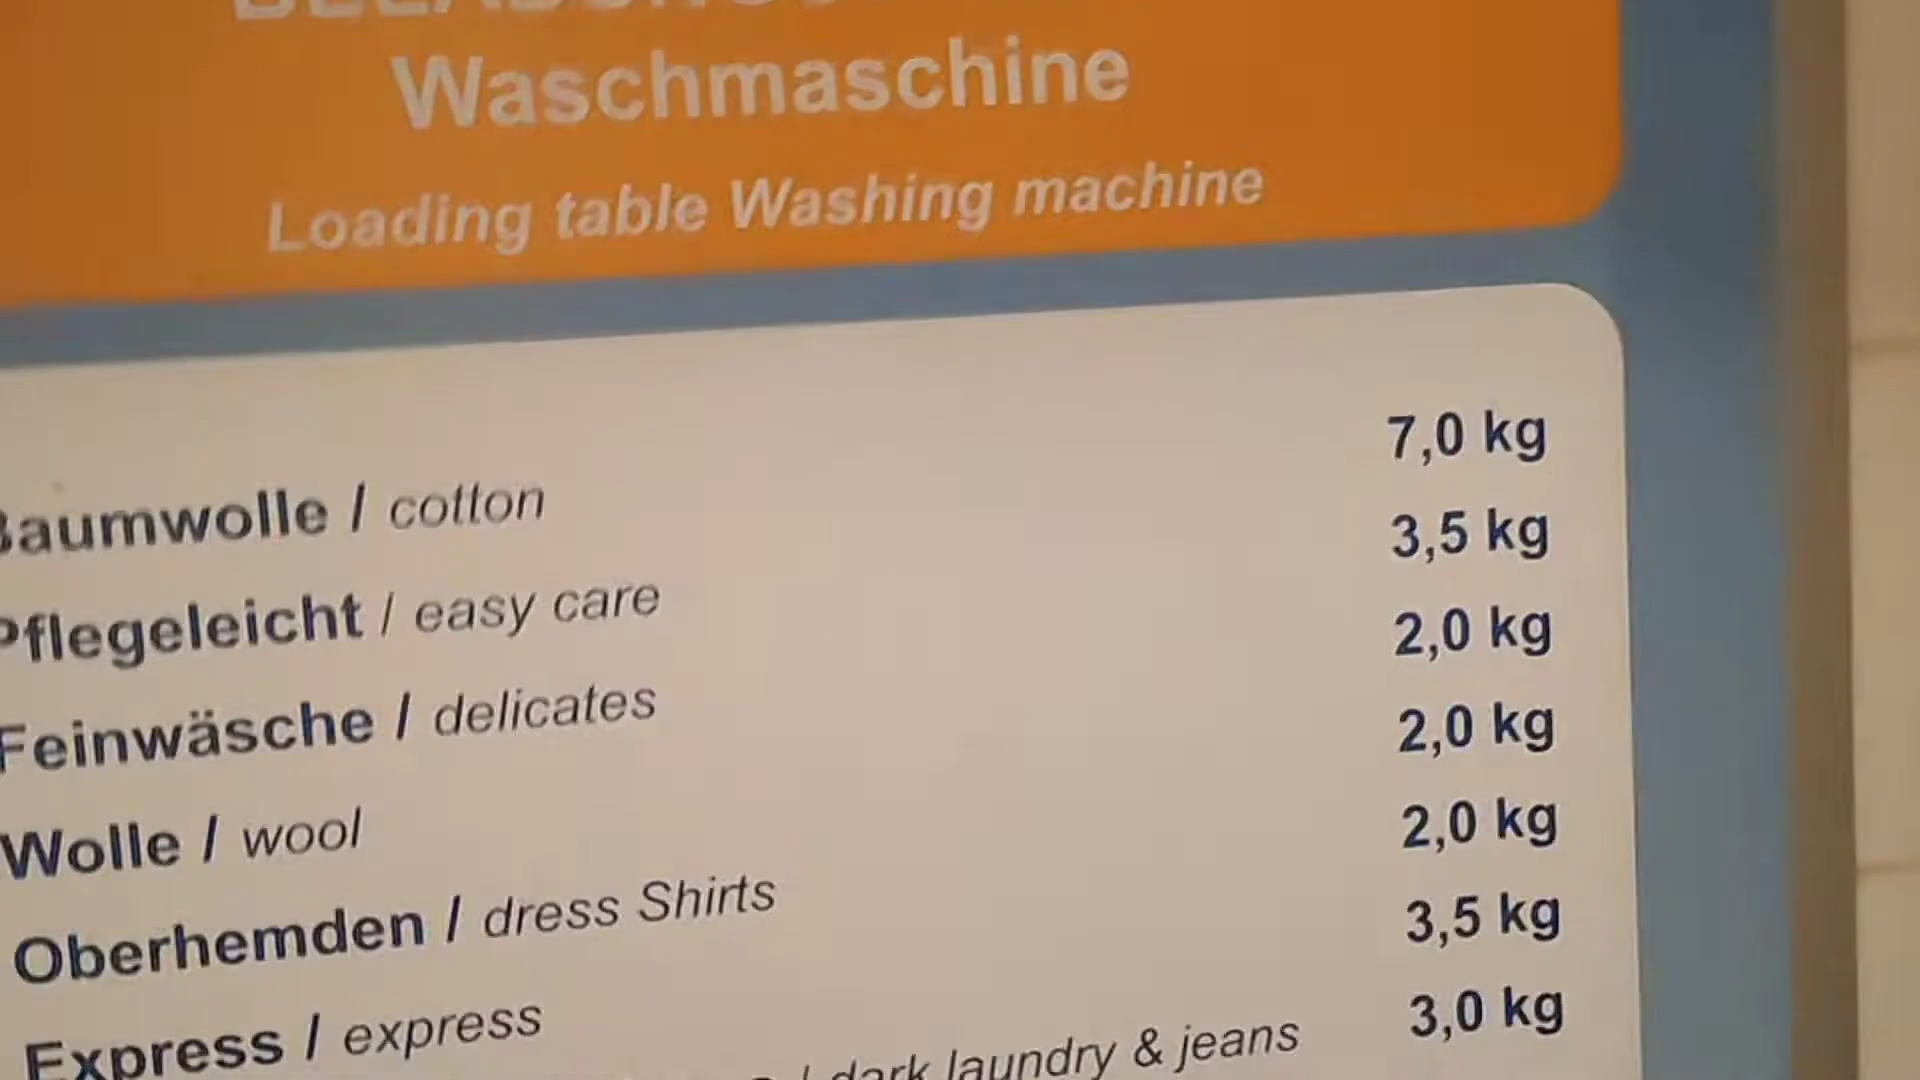 Waschmaschine
Loading table Washing machine
Baumwolle / cotton 7,0 kg
Pflegeleicht / easy care 3,5 kg
Feinwäsche / delicates 2,0 kg
Wolle / wool 2,0 kg
Oberhemden / dress Shirts 2,0 kg
Express / express 3,5 kg
/ dark laundry & jeans 3,0 kg